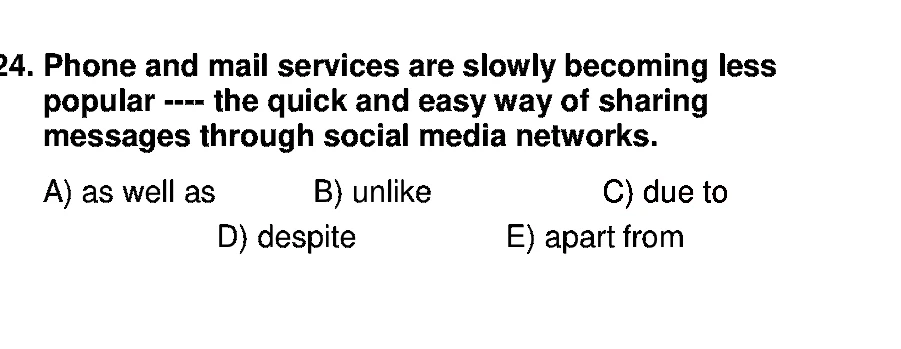 24. Phone and mail services are slowly becoming less
popular ---- the quick and easy way of sharing
messages through social media networks.
A) as well as B) unlike C) due to
D) despite E) apart from